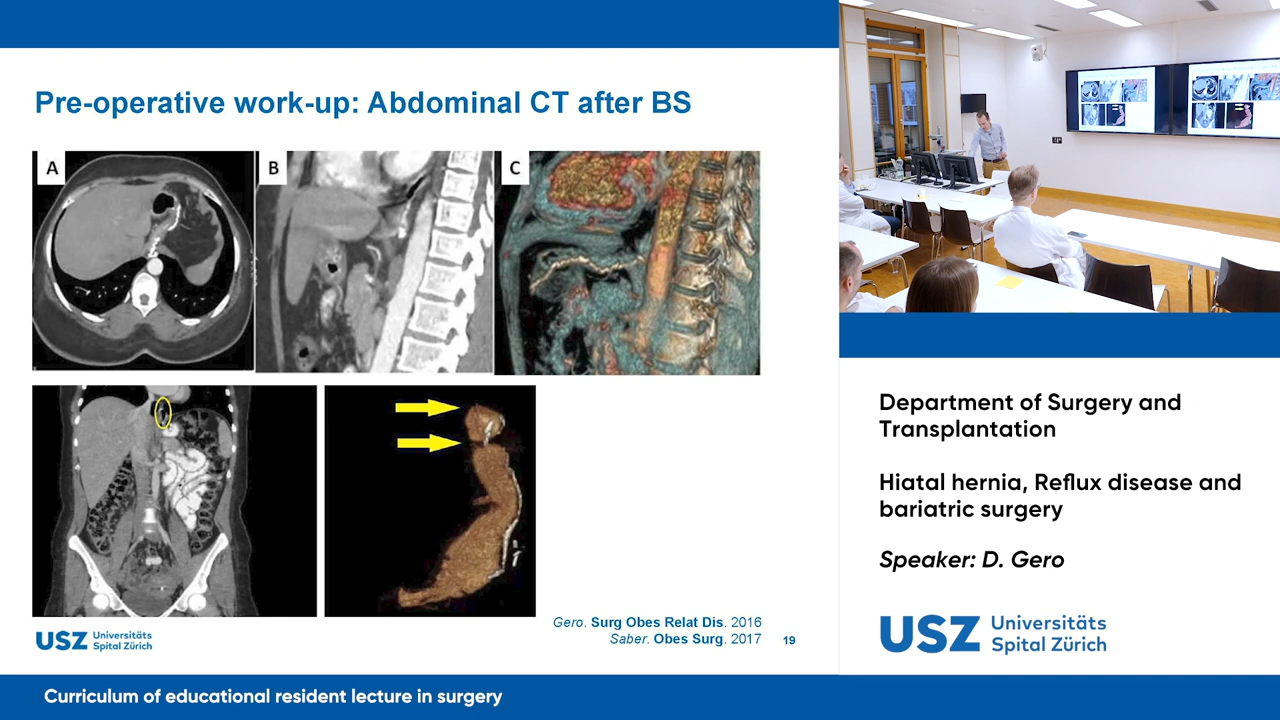 Pre-operative work-up: Abdominal CT after BS
A
B
C
Gero. Surg Obes Relat Dis. 2016
Saber. Obes Surg. 2017
19
USZ Universitäts
Spital Zürich
Department of Surgery and
Transplantation
Hiatal hernia, Reflux disease and
bariatric surgery
Speaker: D. Gero
USZ Universitäts
Spital Zürich
Curriculum of educational resident lecture in surgery